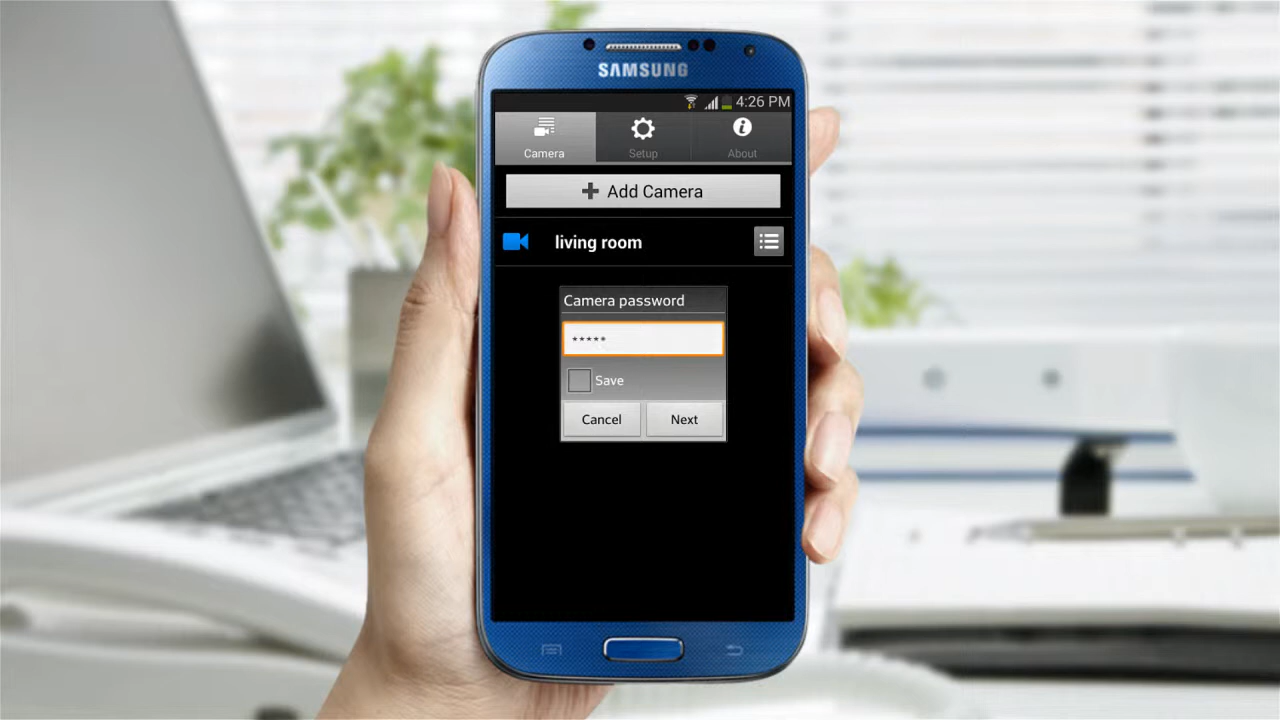 SAMSUNG
4:26 PM
Camera
Setup
About
Add Camera
living room
Camera password
*****
Save
Cancel
Next